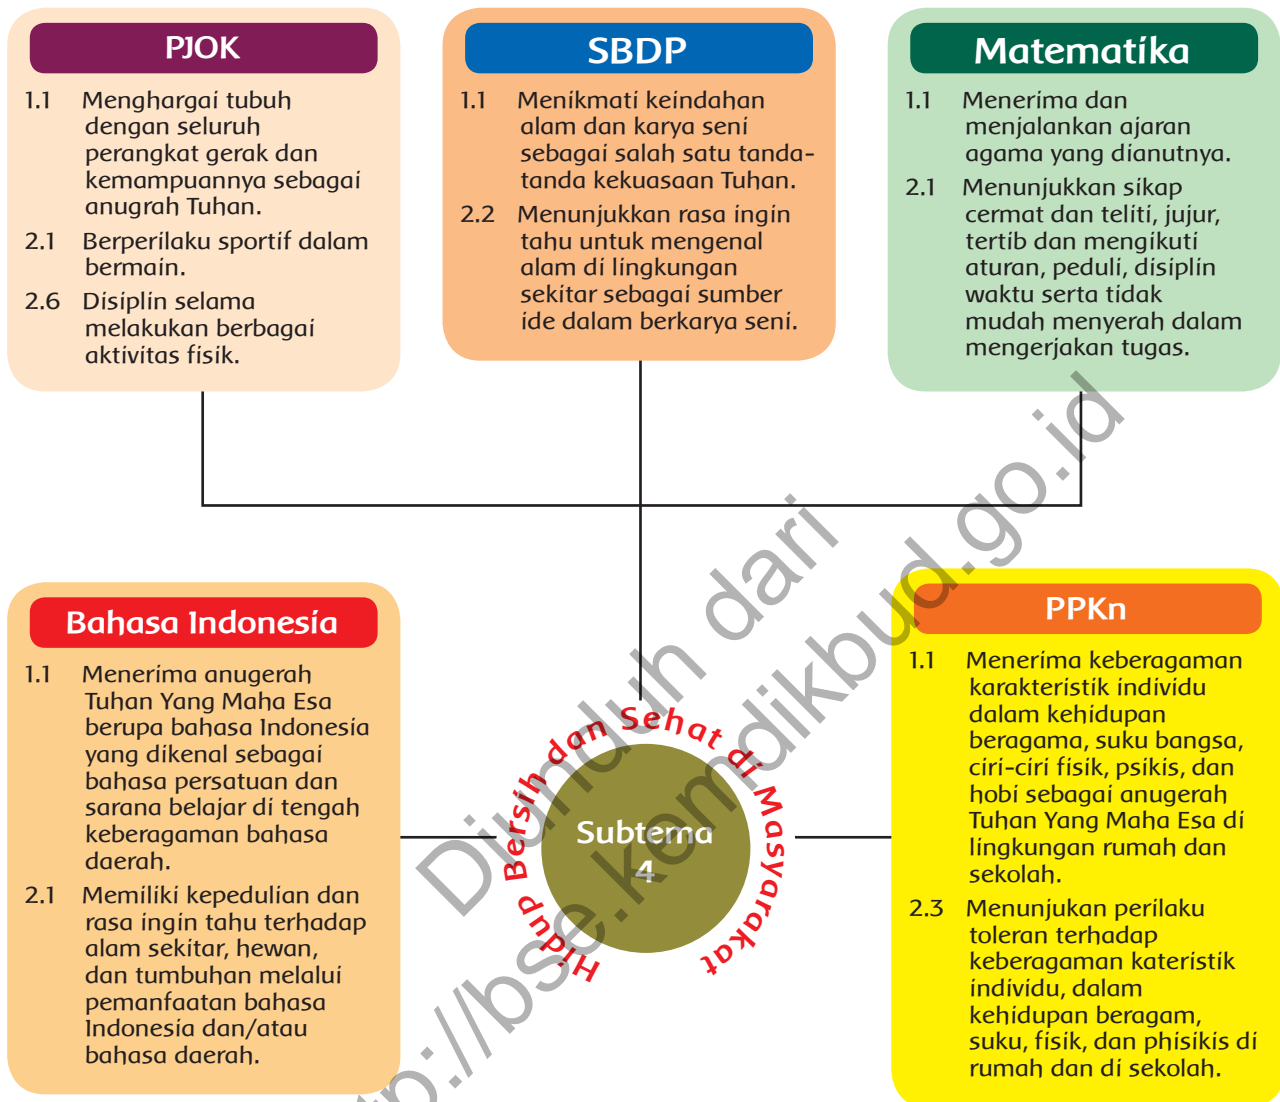 PJOK
1.1 Menghargai tubuh
dengan seluruh
perangkat gerak dan
kemampuannya sebagai
anugrah Tuhan.
2.1 Berperilaku sportif dalam
bermain.
2.6 Disiplin selama
melakukan berbagai
aktivitas fisik.
SBDP
1.1 Menikmati keindahan
alam dan karya seni
sebagai salah satu tanda-
tanda kekuasaan Tuhan.
2.2 Menunjukkan rasa ingin
tahu untuk mengenal
alam di lingkungan
sekitar sebagai sumber
ide dalam berkarya seni.
Matematika
1.1 Menerima dan
menjalankan ajaran
agama yang dianutnya.
2.1 Menunjukkan sikap
cermat dan teliti, jujur,
tertib dan mengikuti
aturan, peduli, disiplin
waktu serta tidak
mudah menyerah dalam
mengerjakan tugas.
Bahasa Indonesia
1.1 Menerima anugerah
Tuhan Yang Maha Esa
berupa bahasa Indonesia
yang dikenal sebagai
bahasa persatuan dan
sarana belajar di tengah
keberagaman bahasa
daerah.
2.1 Memiliki kepedulian dan
rasa ingin tahu terhadap
alam sekitar, hewan,
dan tumbuhan melalui
pemanfaatan bahasa
Indonesia dan/atau
bahasa daerah.
Hidup Bersih dan Sehat di Masyarakat
Subtema
4
PPKn
1.1 Menerima keberagaman
karakteristik individu
dalam kehidupan
beragama, suku bangsa,
ciri-ciri fisik, psikis, dan
hobi sebagai anugerah
Tuhan Yang Maha Esa di
lingkungan rumah dan
sekolah.
2.3 Menunjukan perilaku
toleran terhadap
keberagaman kateristik
individu, dalam
kehidupan beragam,
suku, fisik, dan phisikis di
rumah dan di sekolah.
Diunduh dari
tp://bse.kemdikbud.go.id